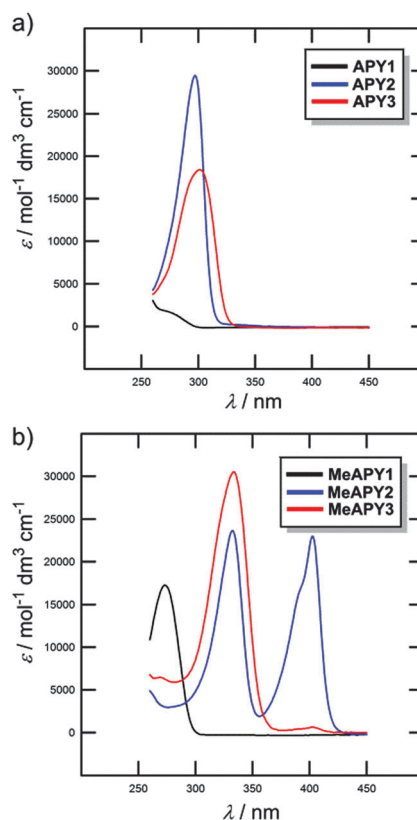 a)
30000
25000
20000
15000
10000
5000
0
ε / mol⁻¹ dm³ cm⁻¹
APY1
APY2
APY3
250 300 350 400 450
λ / nm
b)
30000
25000
20000
15000
10000
5000
0
ε / mol⁻¹ dm³ cm⁻¹
MeAPY1
MeAPY2
MeAPY3
250 300 350 400 450
λ / nm